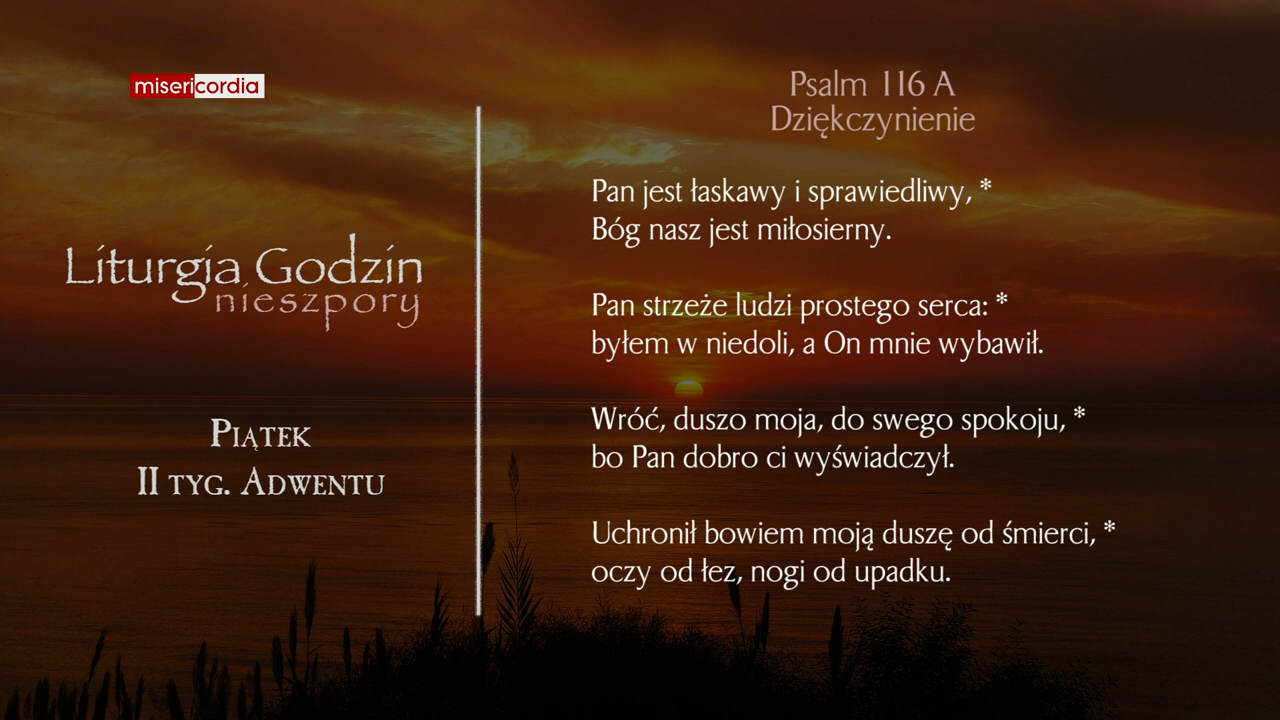 misericordia
Liturgia Godzin
nieszpory
Piątek
II tyg. Adwentu
Psalm 116 A
Dziękczynienie
Pan jest łaskawy i sprawiedliwy, *
Bóg nasz jest miłosierny.
Pan strzeże ludzi prostego serca: *
byłem w niedoli, a On mnie wybawił.
Wróć, duszo moja, do swego spokoju, *
bo Pan dobro ci wyświadczył.
Uchronił bowiem moją duszę od śmierci, *
oczy od łez, nogi od upadku.